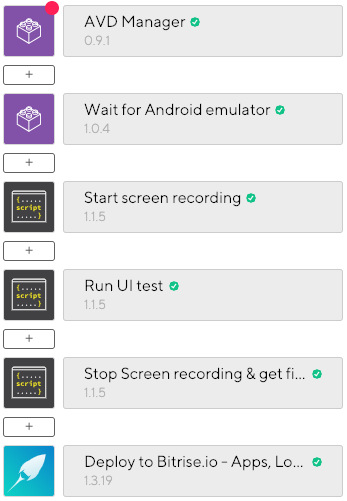 AVD Manager
0.9.1
+
Wait for Android emulator
1.0.4
+
{.....
script
.....}
Start screen recording
1.1.5
+
{.....
script
.....}
Run UI test
1.1.5
+
{.....
script
.....}
Stop Screen recording & get fi...
1.1.5
+
Deploy to Bitrise.io - Apps, Lo...
1.3.19